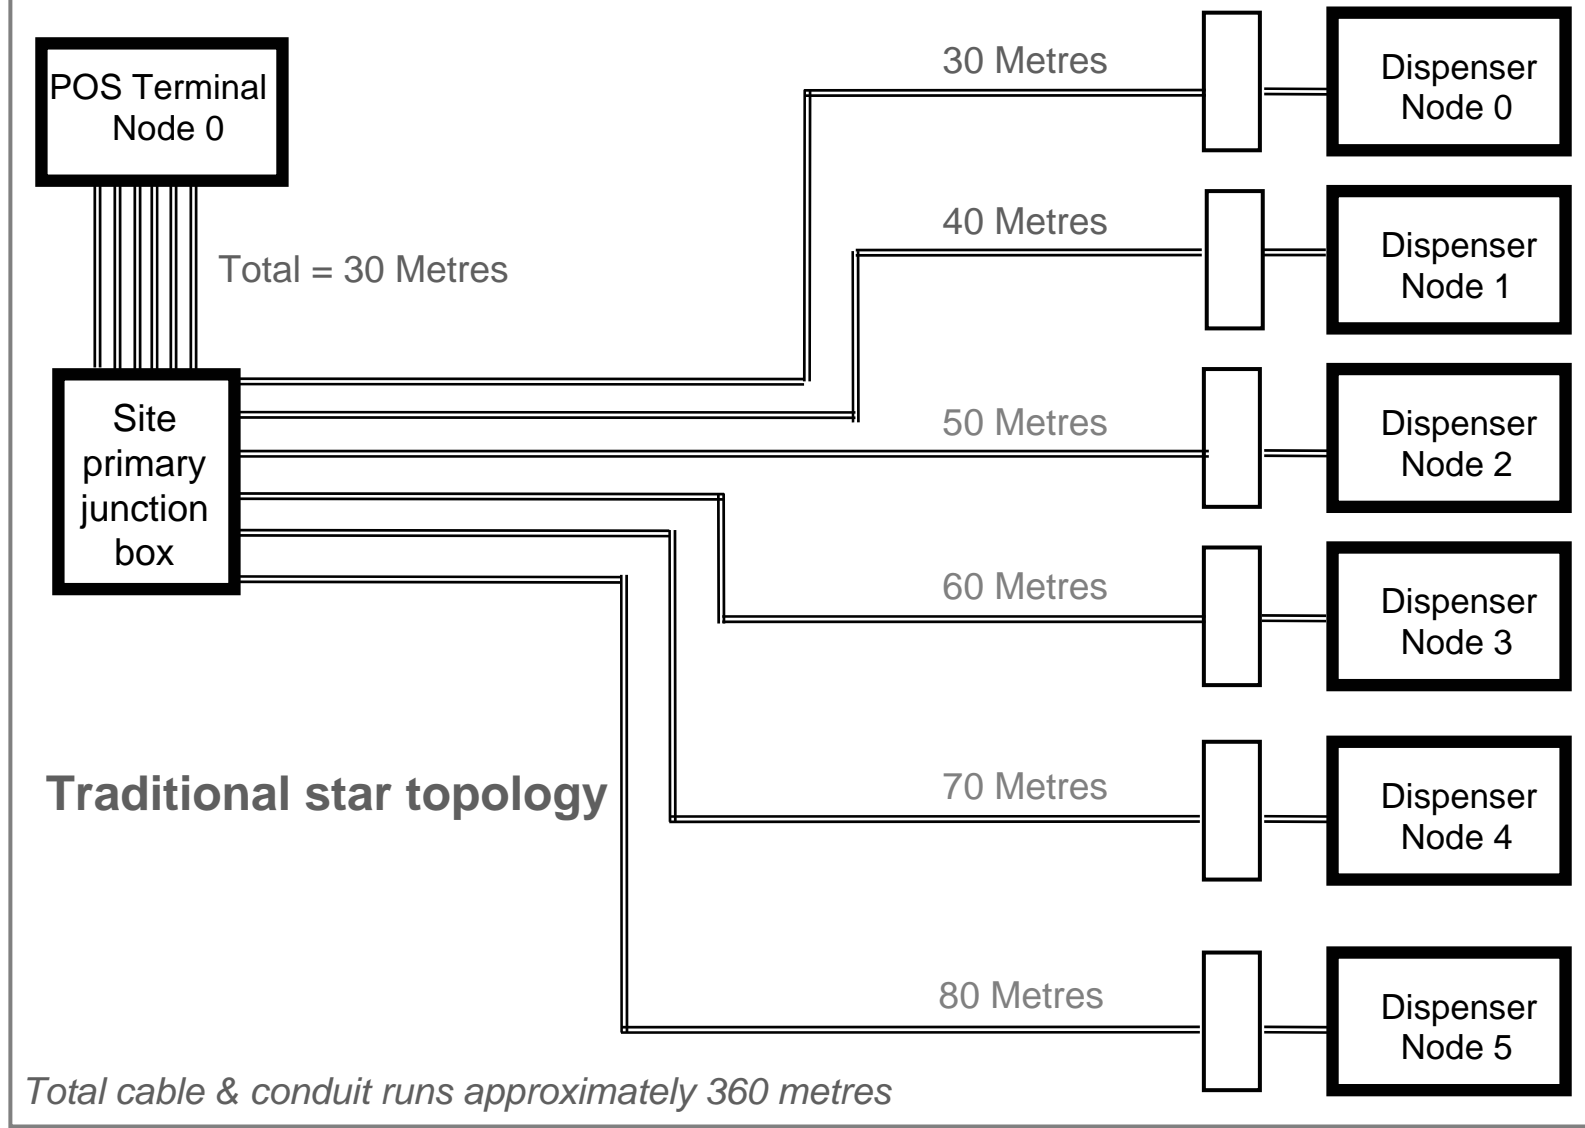 POS Terminal
Node 0
30 Metres
Dispenser
Node 0
40 Metres
Dispenser
Node 1
Total = 30 Metres
Site
primary
junction
box
50 Metres
Dispenser
Node 2
60 Metres
Dispenser
Node 3
Traditional star topology
70 Metres
Dispenser
Node 4
80 Metres
Dispenser
Node 5
Total cable & conduit runs approximately 360 metres